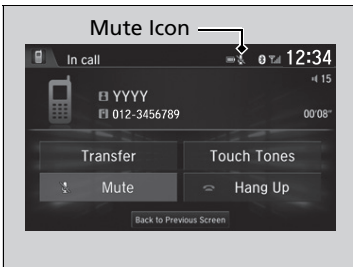 Mute Icon
In call 12:34
15
YYYY
012-3456789 00'08"
Transfer Touch Tones
Mute Hang Up
Back to Previous Screen